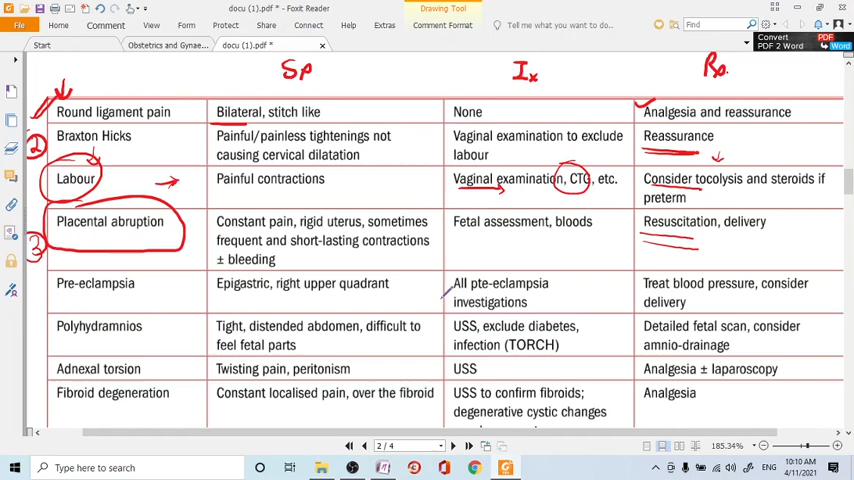 docu (1).pdf * - Foxit Reader
Drawing Tool
File
Home
Comment
View
Form
Protect
Share
Connect
Help
Extras
Comment Format
Tell me what you want to do...
Find
Start
Obstetrics and Gynae...
docu (1).pdf *
Convert PDF
PDF 2 Word Word
Sp
Ix
Rx.
Round ligament pain
Bilateral, stitch like
None
Analgesia and reassurance
2
Braxton Hicks
Painful/painless tightenings not
causing cervical dilatation
Vaginal examination to exclude
labour
Reassurance
Labour
Painful contractions
Vaginal examination, CTG, etc.
Consider tocolysis and steroids if
preterm
3
Placental abruption
Constant pain, rigid uterus, sometimes
frequent and short-lasting contractions
± bleeding
Fetal assessment, bloods
Resuscitation, delivery
Pre-eclampsia
Epigastric, right upper quadrant
All pte-eclampsia
investigations
Treat blood pressure, consider
delivery
Polyhydramnios
Tight, distended abdomen, difficult to
feel fetal parts
USS, exclude diabetes,
infection (TORCH)
Detailed fetal scan, consider
amnio-drainage
Adnexal torsion
Twisting pain, peritonism
USS
Analgesia ± laparoscopy
Fibroid degeneration
Constant localised pain, over the fibroid
USS to confirm fibroids;
degenerative cystic changes
Analgesia
2 / 4
185.34%
Type here to search
ENG
10:10 AM
4/11/2021